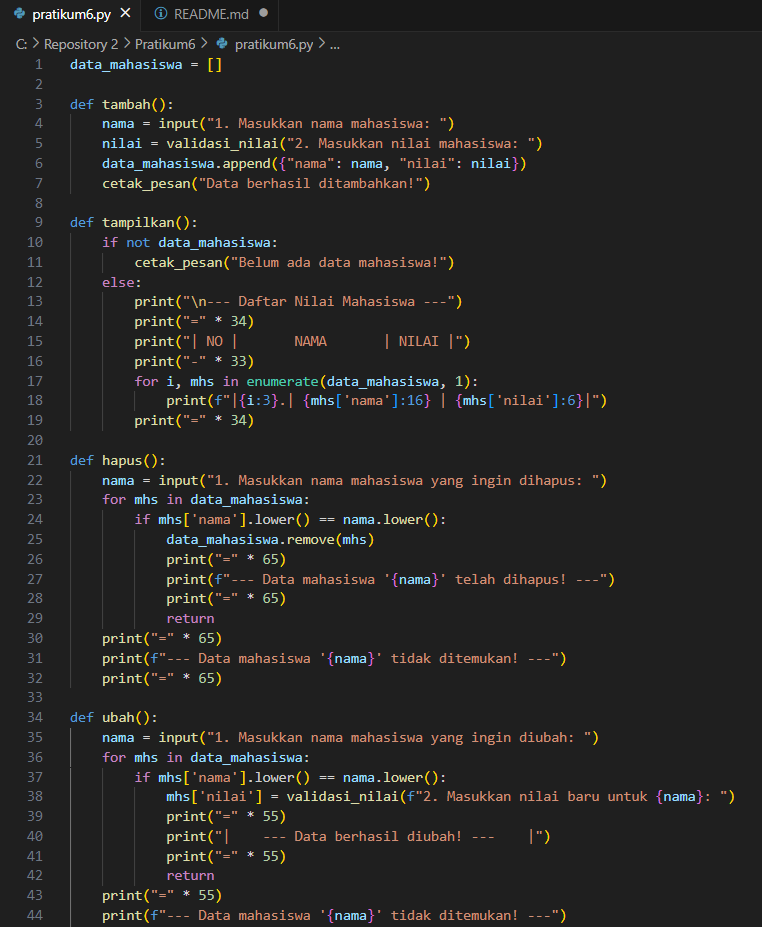 pratikum6.py
README.md
C: > Repository 2 > Pratikum6 > pratikum6.py > ...
1 data_mahasiswa = []
2
3 def tambah():
4     nama = input("1. Masukkan nama mahasiswa: ")
5     nilai = validasi_nilai("2. Masukkan nilai mahasiswa: ")
6     data_mahasiswa.append({"nama": nama, "nilai": nilai})
7     cetak_pesan("Data berhasil ditambahkan!")
8
9 def tampilkan():
10     if not data_mahasiswa:
11         cetak_pesan("Belum ada data mahasiswa!")
12     else:
13         print("\n--- Daftar Nilai Mahasiswa ---")
14         print("=" * 34)
15         print("| NO |       NAMA       | NILAI |")
16         print("-" * 33)
17         for i, mhs in enumerate(data_mahasiswa, 1):
18             print(f"|{i:3}.| {mhs['nama']:16} | {mhs['nilai']:6}|")
19         print("=" * 34)
20
21 def hapus():
22     nama = input("1. Masukkan nama mahasiswa yang ingin dihapus: ")
23     for mhs in data_mahasiswa:
24         if mhs['nama'].lower() == nama.lower():
25             data_mahasiswa.remove(mhs)
26             print("=" * 65)
27             print(f"--- Data mahasiswa '{nama}' telah dihapus! ---")
28             print("=" * 65)
29             return
30     print("=" * 65)
31     print(f"--- Data mahasiswa '{nama}' tidak ditemukan! ---")
32     print("=" * 65)
33
34 def ubah():
35     nama = input("1. Masukkan nama mahasiswa yang ingin diubah: ")
36     for mhs in data_mahasiswa:
37         if mhs['nama'].lower() == nama.lower():
38             mhs['nilai'] = validasi_nilai(f"2. Masukkan nilai baru untuk {nama}: ")
39             print("=" * 55)
40             print("|    --- Data berhasil diubah! ---    |")
41             print("=" * 55)
42             return
43     print("=" * 55)
44     print(f"--- Data mahasiswa '{nama}' tidak ditemukan! ---")